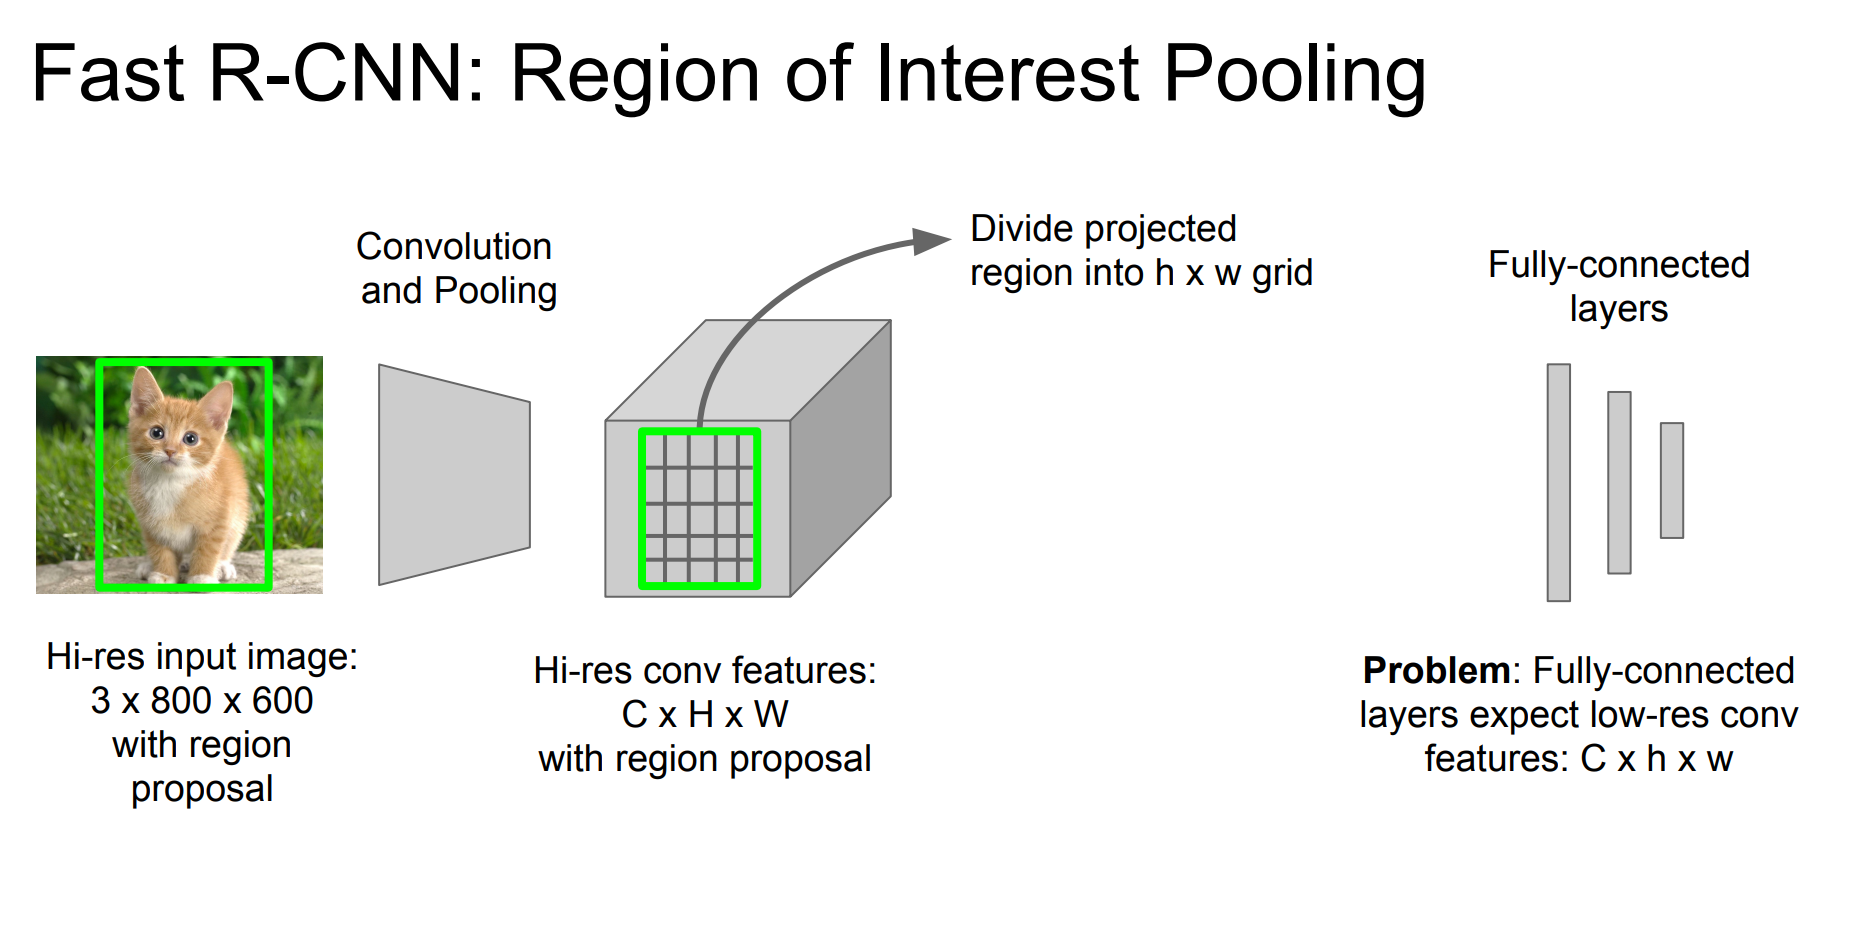 Fast R-CNN: Region of Interest Pooling
Convolution
and Pooling
Divide projected
region into h x w grid
Fully-connected
layers
Hi-res input image:
3 x 800 x 600
with region
proposal
Hi-res conv features:
C x H x W
with region proposal
Problem: Fully-connected
layers expect low-res conv
features: C x h x w